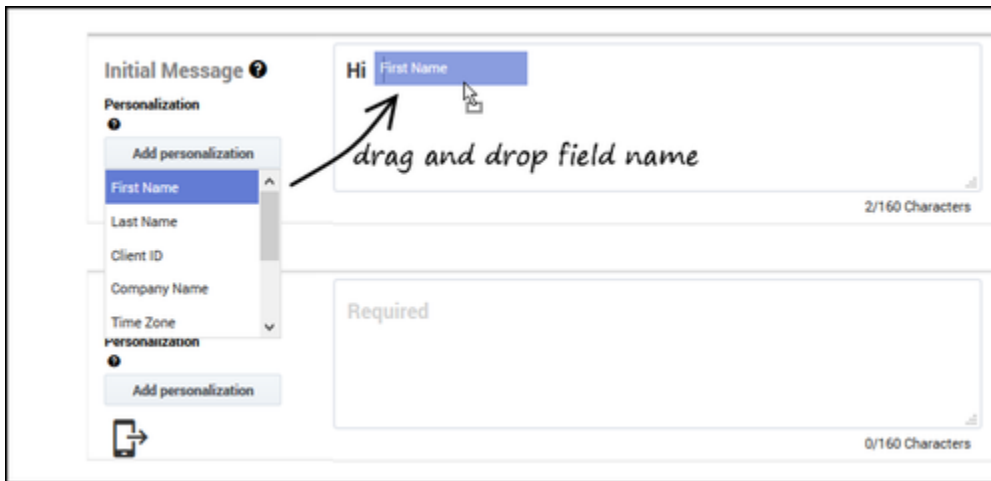 Initial Message ?
Personalization
?
Add personalization
First Name
Last Name
Client ID
Company Name
Time Zone
Hi First Name
drag and drop field name
2/160 Characters
Personalization
?
Add personalization
Required
0/160 Characters